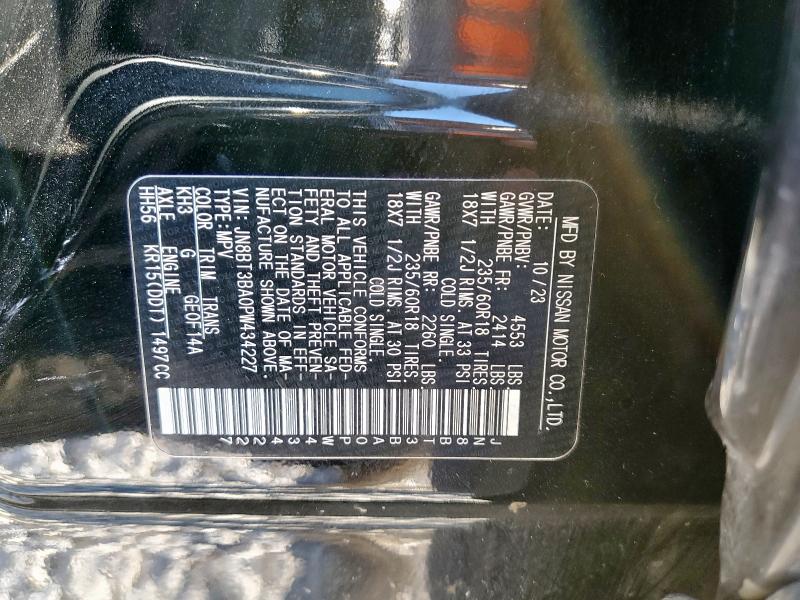 MFD BY NISSAN MOTOR CO.,LTD.
DATE: 10/23
GVWR/PNBV: 4553 LBS
GAWR/PNBE FR: 2414 LBS
WITH 235/60R18 TIRES
18X7 1/2J RIMS. AT 33 PSI
COLD SINGLE.
GAWR/PNBE RR: 2260 LBS
WITH 235/60R18 TIRES
18X7 1/2J RIMS. AT 30 PSI
COLD SINGLE.
THIS VEHICLE CONFORMS
TO ALL APPLICABLE FED-
ERAL MOTOR VEHICLE SA-
FETY AND THEFT PREVEN-
TION STANDARDS IN EFF-
ECT ON THE DATE OF MA-
NUFACTURE SHOWN ABOVE.
VIN: JN8BT3BA0PW434227
TYPE:MPV
COLOR TRIM TRANS
KH3 G GE0F14A
AXLE ENGINE
HH56 KR15(DDT) 1497CC
JN8BT3BA0PW434227